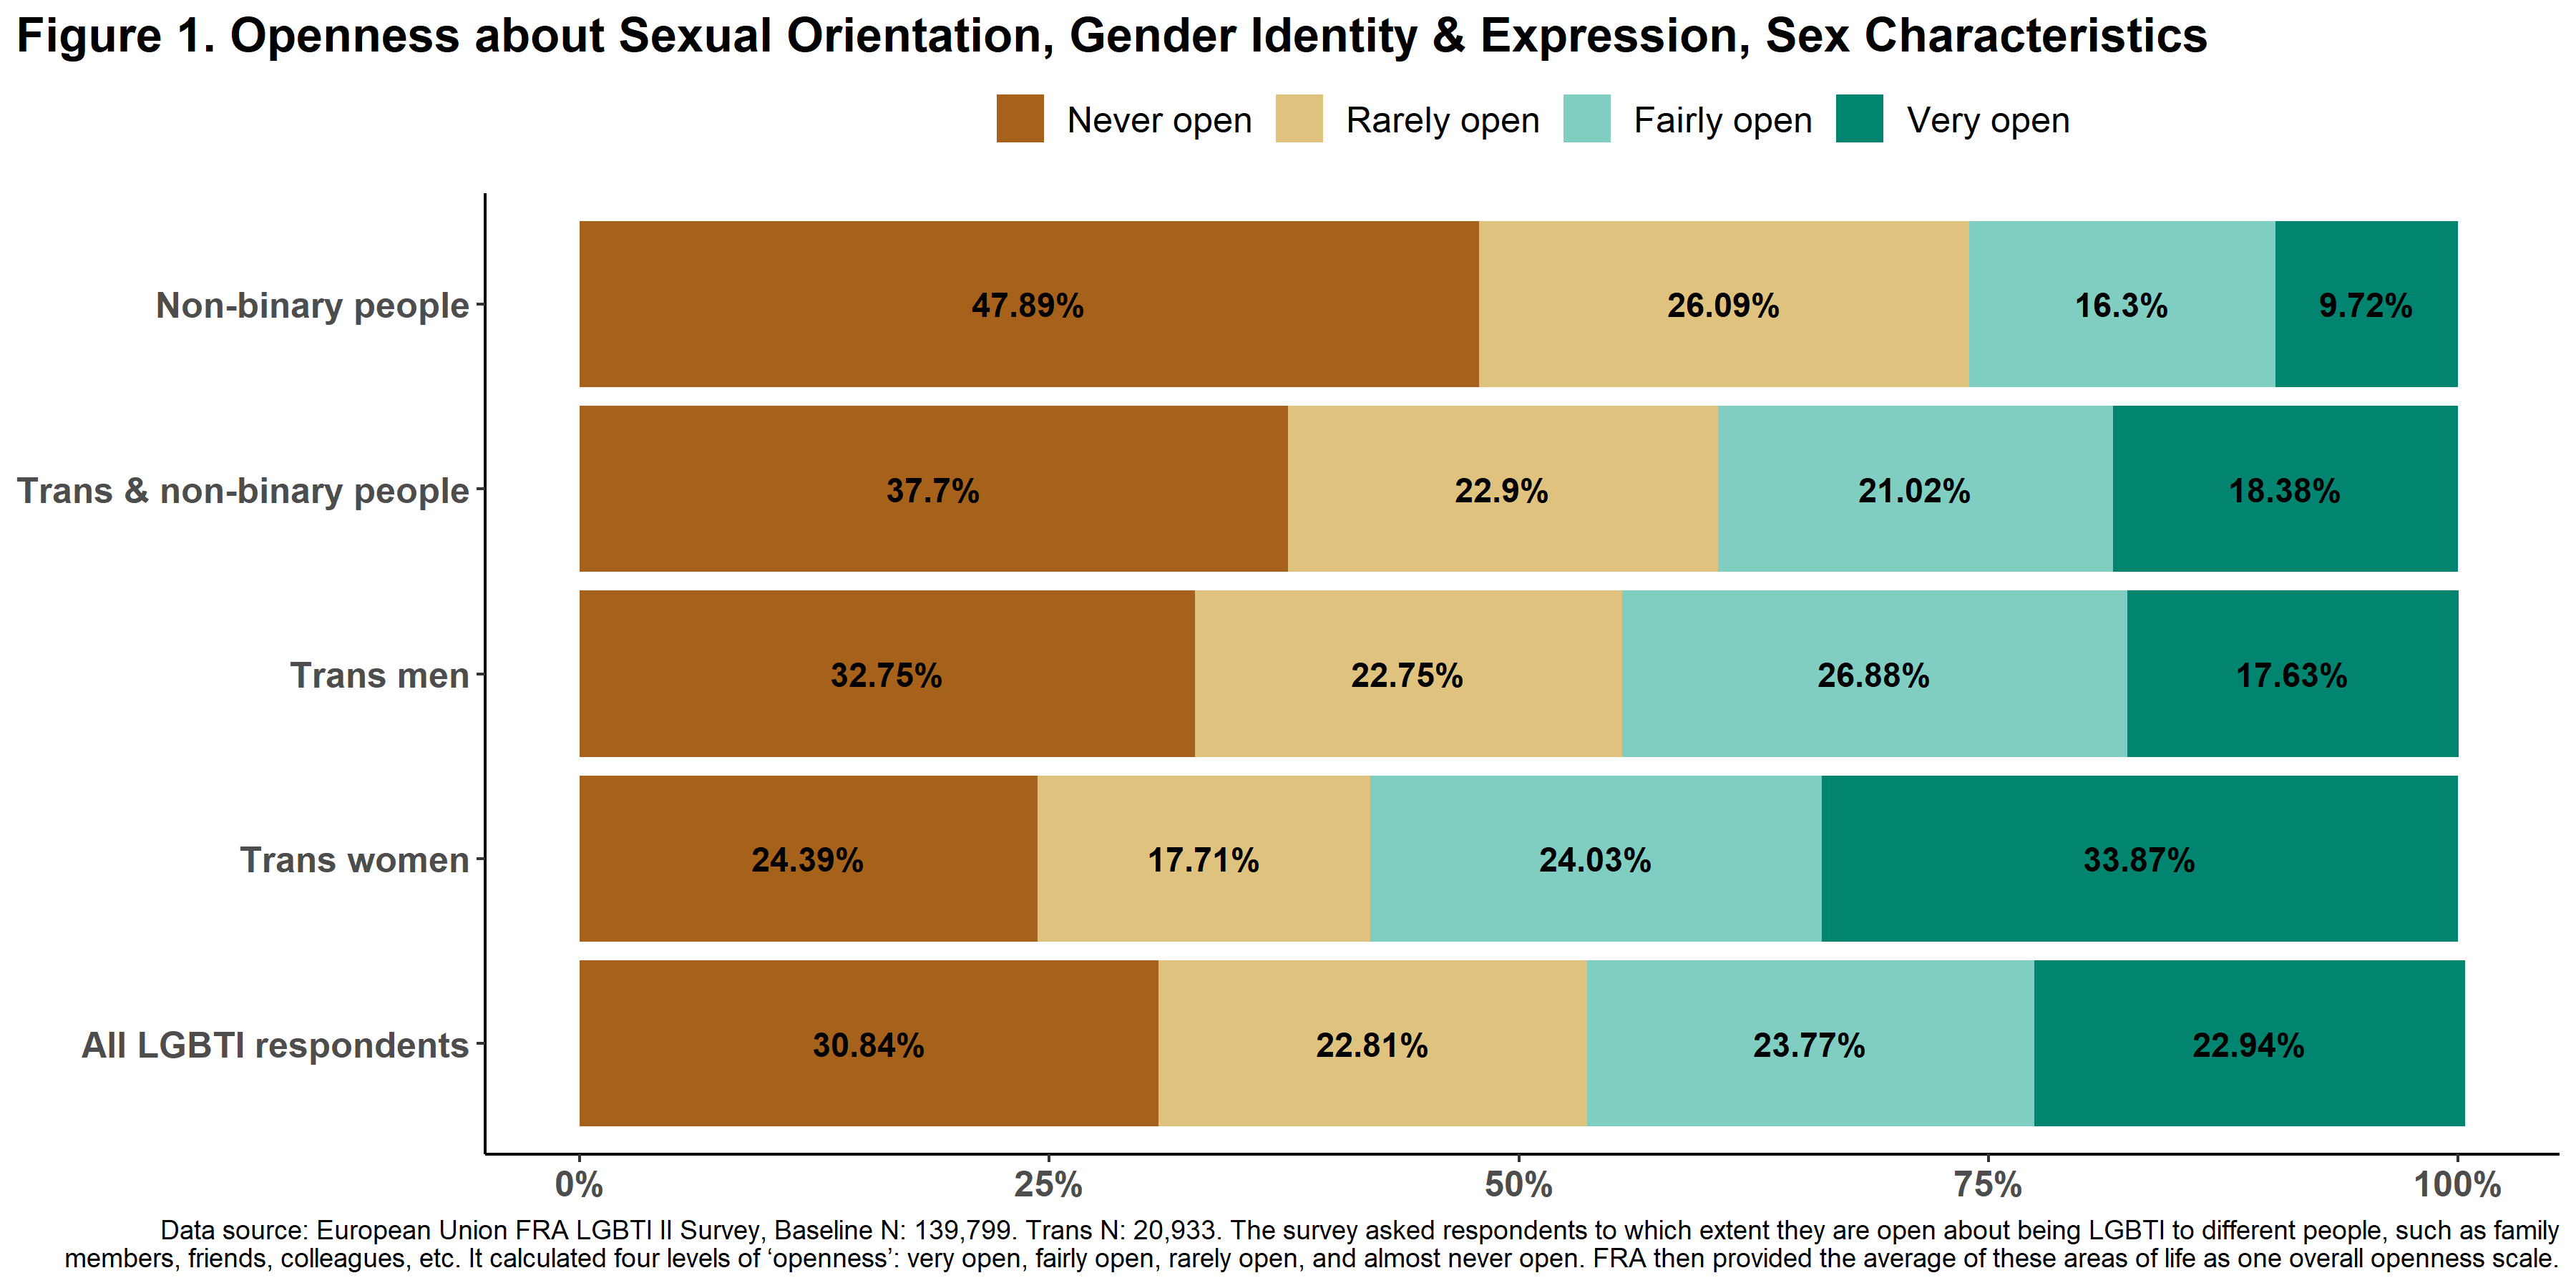 Figure 1. Openness about Sexual Orientation, Gender Identity & Expression, Sex Characteristics
Never open Rarely open Fairly open Very open
Non-binary people 47.89% 26.09% 16.3% 9.72%
Trans & non-binary people 37.7% 22.9% 21.02% 18.38%
Trans men 32.75% 22.75% 26.88% 17.63%
Trans women 24.39% 17.71% 24.03% 33.87%
All LGBTI respondents 30.84% 22.81% 23.77% 22.94%
0% 25% 50% 75% 100%
Data source: European Union FRA LGBTI II Survey, Baseline N: 139,799. Trans N: 20,933. The survey asked respondents to which extent they are open about being LGBTI to different people, such as family
members, friends, colleagues, etc. It calculated four levels of ‘openness’: very open, fairly open, rarely open, and almost never open. FRA then provided the average of these areas of life as one overall openness scale.